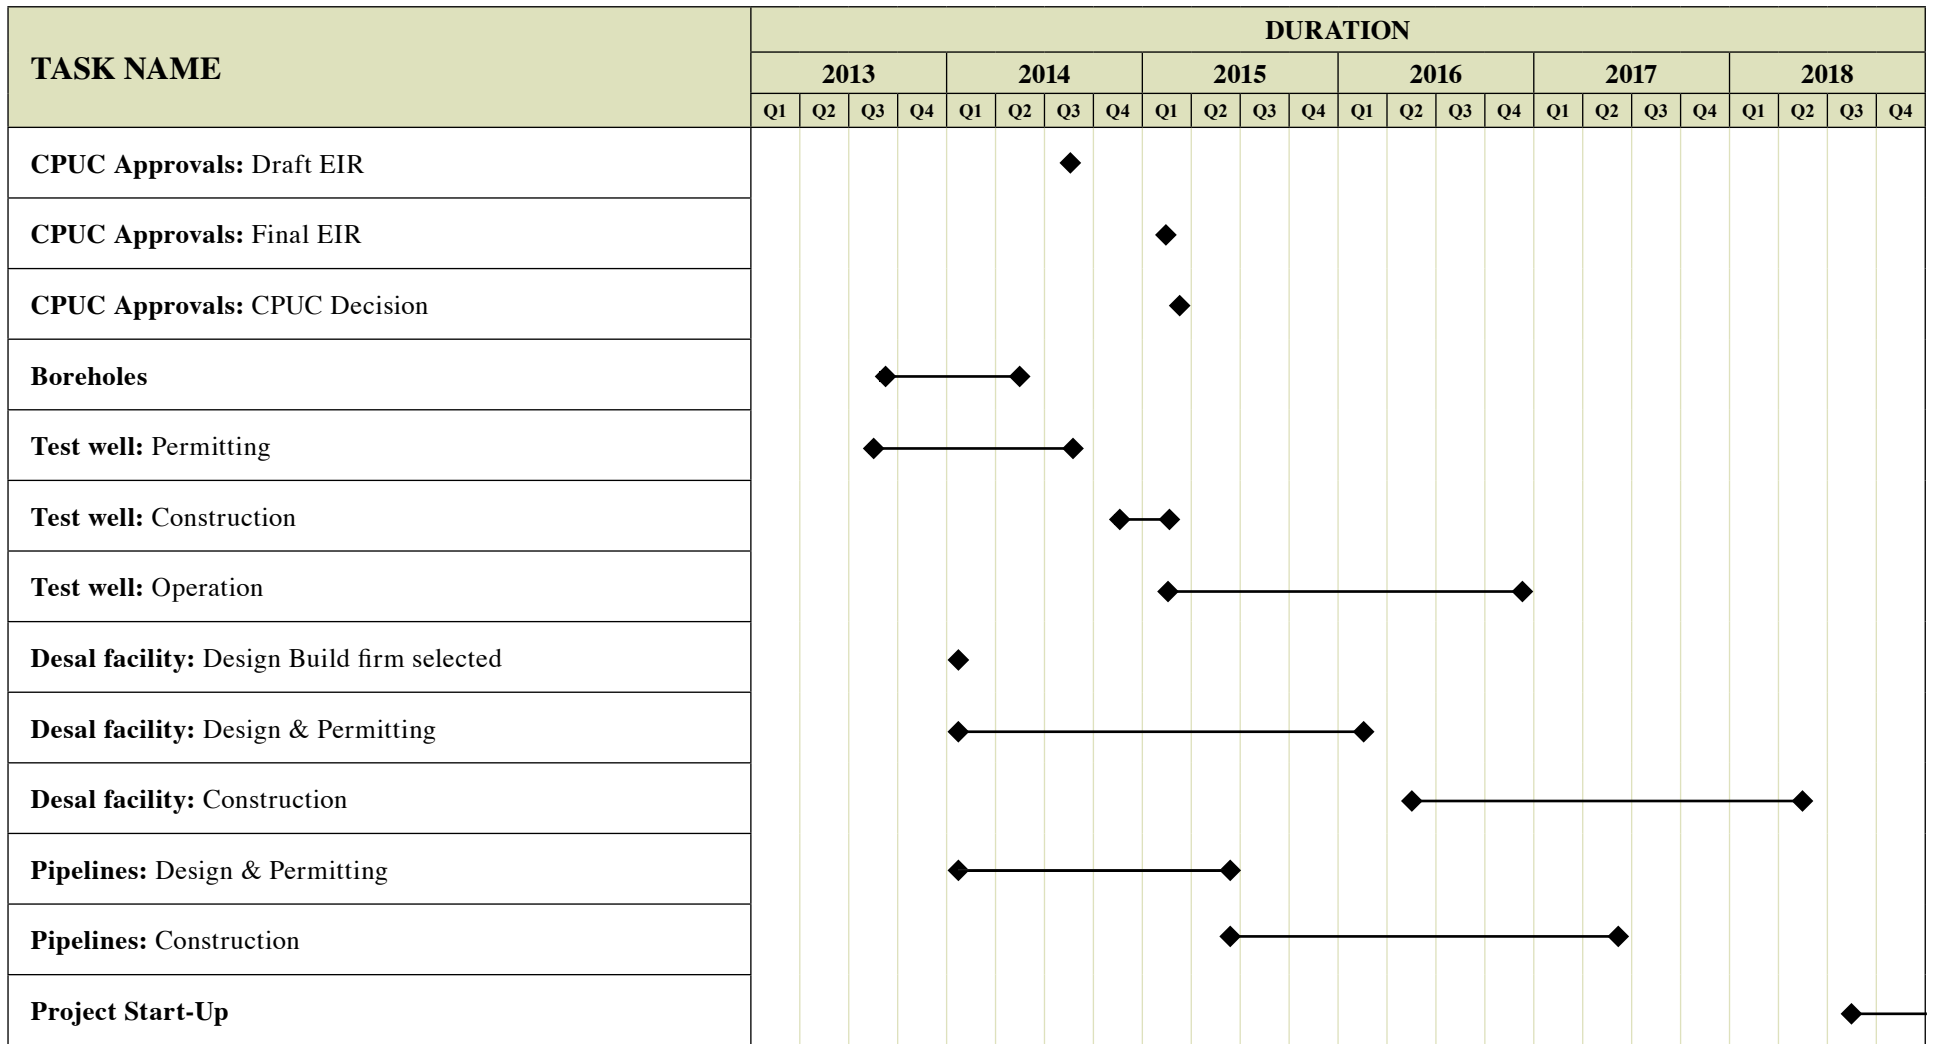 TASK NAME
DURATION
2013 2014 2015 2016 2017 2018
Q1 Q2 Q3 Q4 Q1 Q2 Q3 Q4 Q1 Q2 Q3 Q4 Q1 Q2 Q3 Q4 Q1 Q2 Q3 Q4 Q1 Q2 Q3 Q4
CPUC Approvals: Draft EIR
CPUC Approvals: Final EIR
CPUC Approvals: CPUC Decision
Boreholes
Test well: Permitting
Test well: Construction
Test well: Operation
Desal facility: Design Build firm selected
Desal facility: Design & Permitting
Desal facility: Construction
Pipelines: Design & Permitting
Pipelines: Construction
Project Start-Up